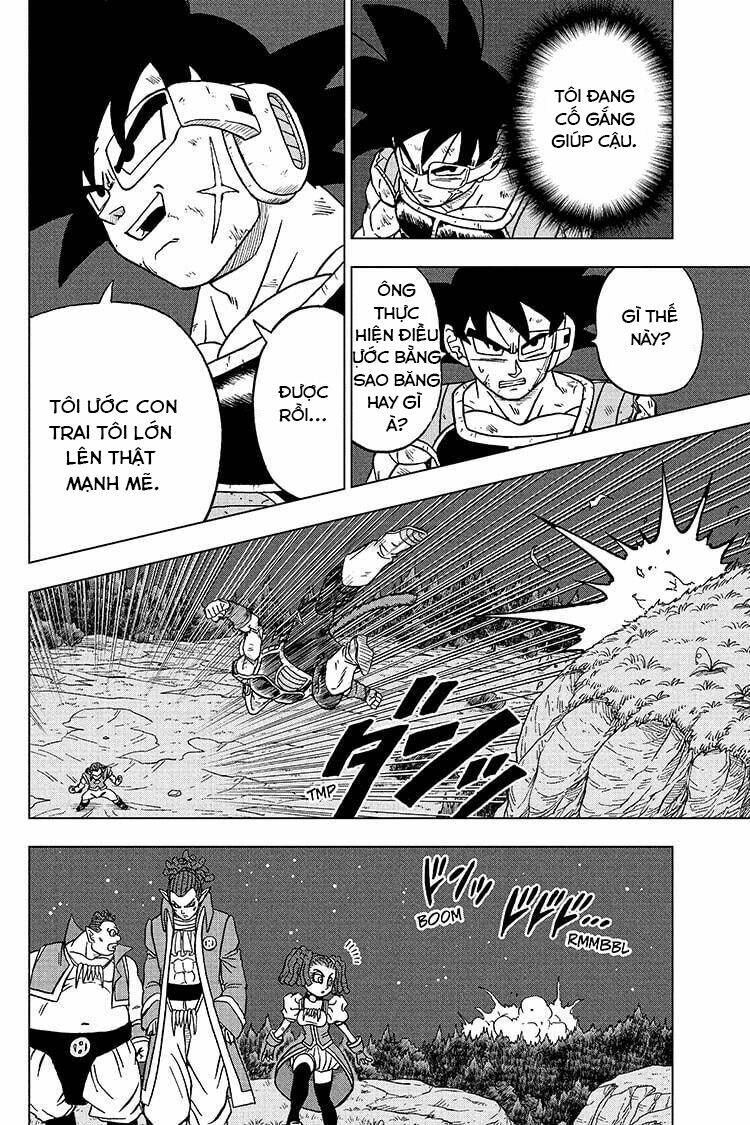 TÔI ĐANG
CỐ GẮNG
GIÚP CẬU.
GÌ THẾ
NÀY?
ÔNG
THỰC
HIỆN ĐIỀU
ƯỚC BẰNG
SAO BĂNG
HAY GÌ
À?
ĐƯỢC
RỒI...
TÔI ƯỚC CON
TRAI TÔI LỚN
LÊN THẬT
MẠNH MẼ.
ダンッ
TMP
ドンッ
BOOM
ドドド...
RMMBBL